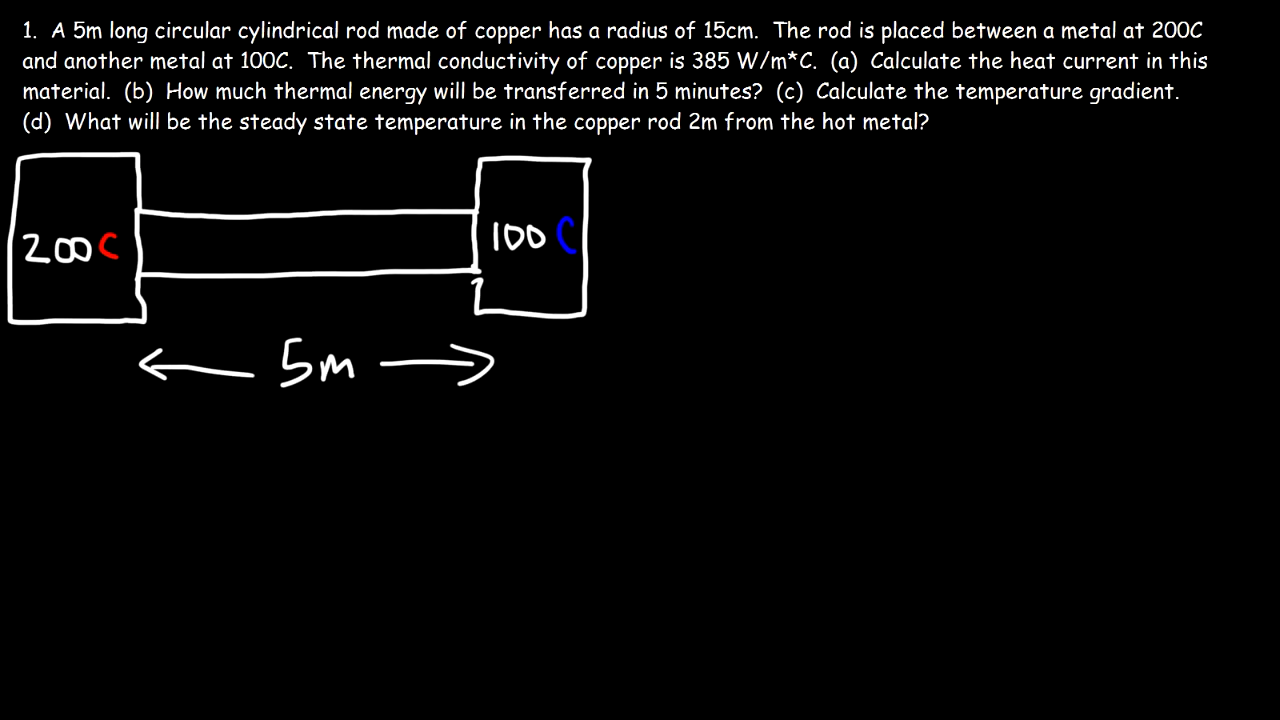 1. A 5m long circular cylindrical rod made of copper has a radius of 15cm. The rod is placed between a metal at 200C
and another metal at 100C. The thermal conductivity of copper is 385 W/m*C. (a) Calculate the heat current in this
material. (b) How much thermal energy will be transferred in 5 minutes? (c) Calculate the temperature gradient.
(d) What will be the steady state temperature in the copper rod 2m from the hot metal?
200C
100C
5m